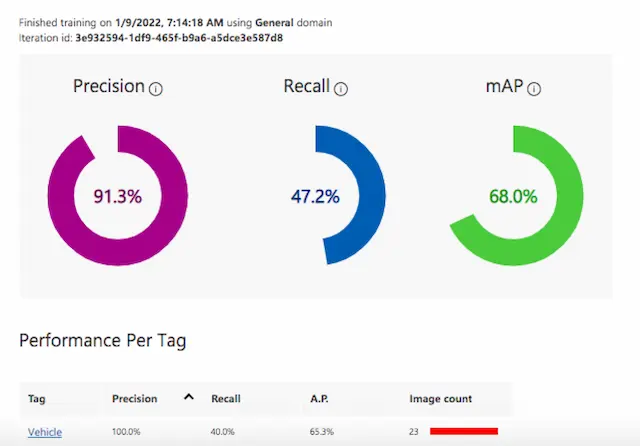 Finished training on 1/9/2022, 7:14:18 AM using General domain
Iteration id: 3e932594-1df9-465f-b9a6-a5dce3e587d8
Precision Recall mAP
91.3% 47.2% 68.0%
Performance Per Tag
Tag Precision Recall A.P. Image count
Vehicle 100.0% 40.0% 65.3% 23